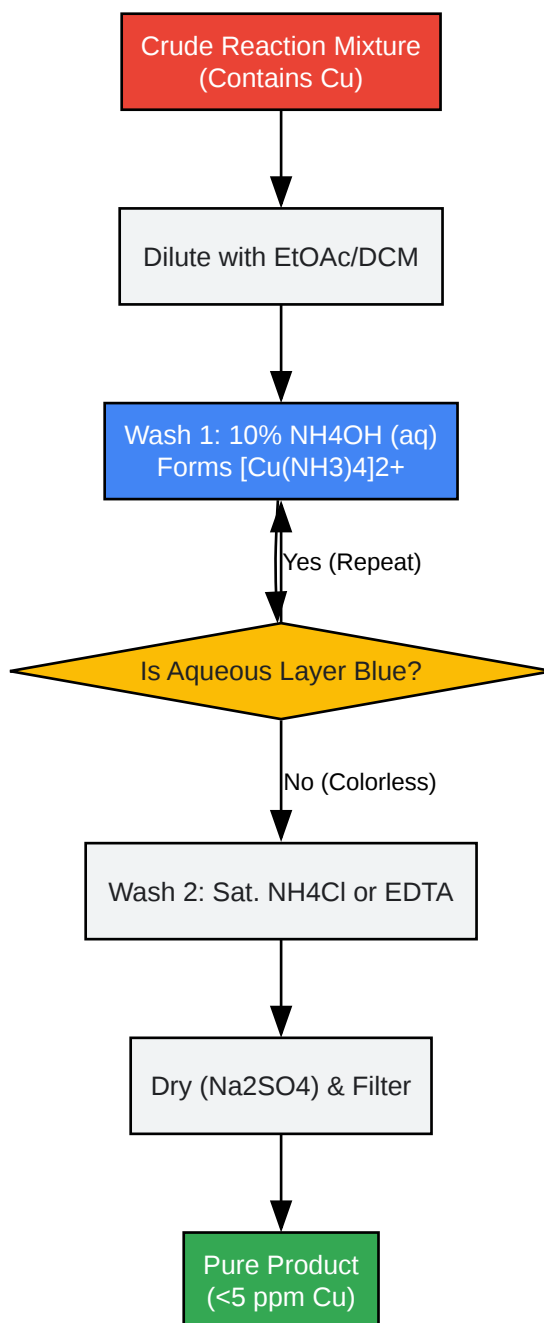 Crude Reaction Mixture
(Contains Cu)
Dilute with EtOAc/DCM
Wash 1: 10% NH4OH (aq)
Forms [Cu(NH3)4]2+
Yes (Repeat)
Is Aqueous Layer Blue?
No (Colorless)
Wash 2: Sat. NH4Cl or EDTA
Dry (Na2SO4) & Filter
Pure Product
(<5 ppm Cu)